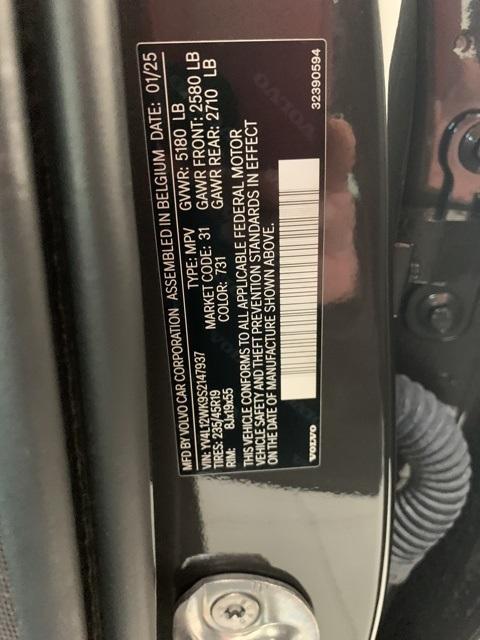 MFD BY VOLVO CAR CORPORATION ASSEMBLED IN BELGIUM DATE: 01/25
VIN: YV4L12WK9S2147937 TYPE: MPV GVWR: 5180 LB
TIRES: 235/45R19 MARKET CODE: 31 GAWR FRONT: 2580 LB
RIM: 8Jx19x55 COLOR: 731 GAWR REAR: 2710 LB
THIS VEHICLE CONFORMS TO ALL APPLICABLE FEDERAL MOTOR
VEHICLE SAFETY AND THEFT PREVENTION STANDARDS IN EFFECT
ON THE DATE OF MANUFACTURE SHOWN ABOVE.
VOLVO 32390594